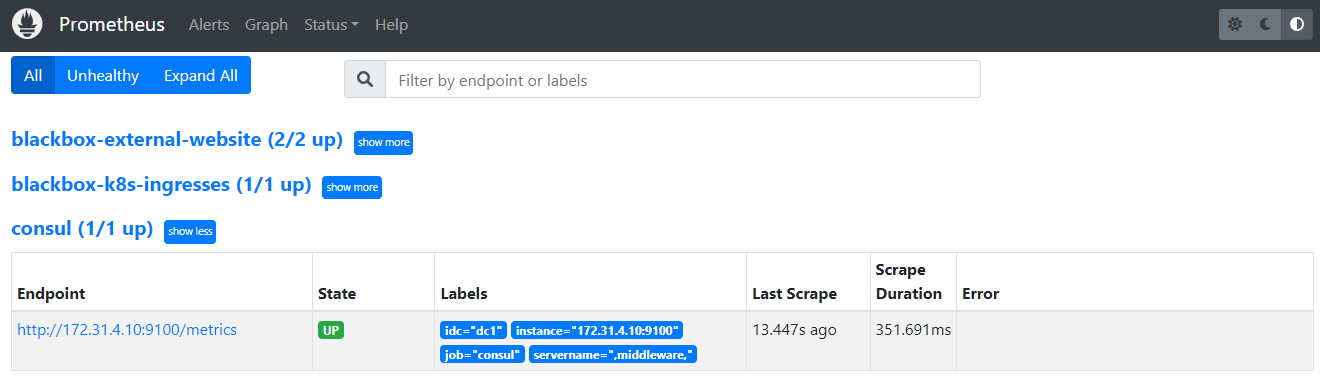 Prometheus Alerts Graph Status Help
All Unhealthy Expand All Filter by endpoint or labels
blackbox-external-website (2/2 up) show more
blackbox-k8s-ingresses (1/1 up) show more
consul (1/1 up) show less
Endpoint State Labels Last Scrape Scrape Duration Error
http://172.31.4.10:9100/metrics UP idc="dc1" instance="172.31.4.10:9100" 13.447s ago 351.691ms
job="consul" servername=",middleware,"